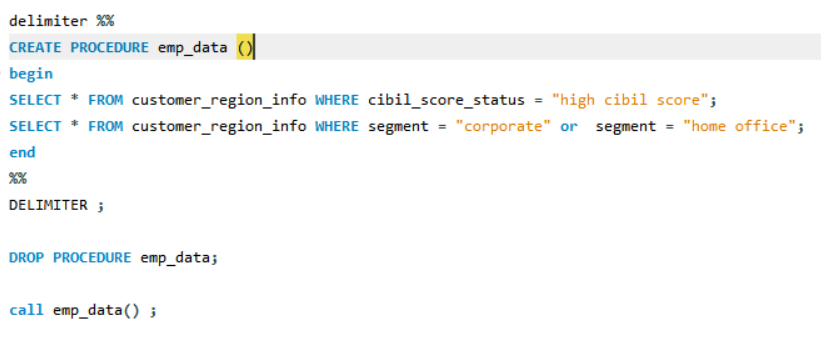 delimiter %%
CREATE PROCEDURE emp_data ()
begin
SELECT * FROM customer_region_info WHERE cibil_score_status = "high cibil score";
SELECT * FROM customer_region_info WHERE segment = "corporate" or  segment = "home office";
end
%%
DELIMITER ;
DROP PROCEDURE emp_data;
call emp_data() ;